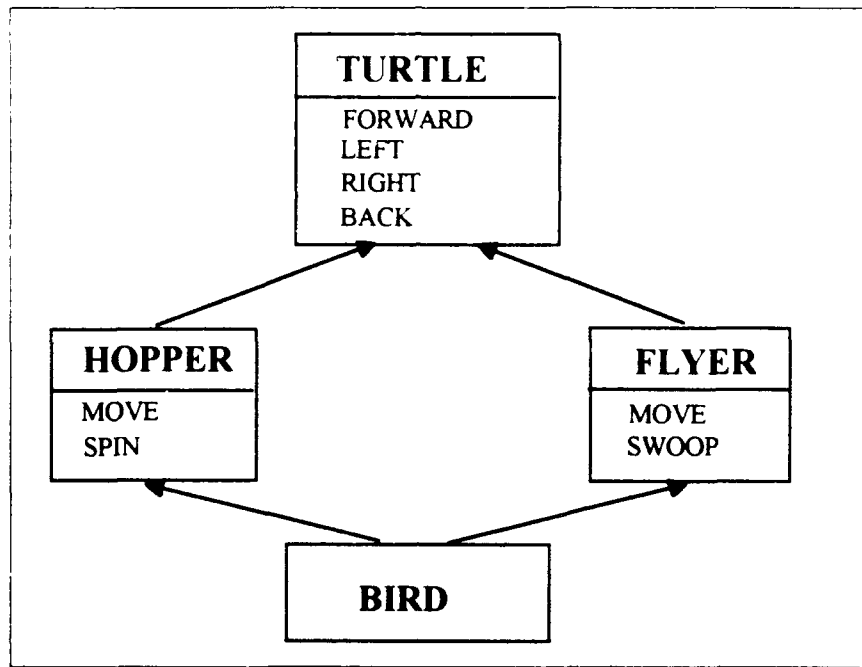 TURTLE
FORWARD
LEFT
RIGHT
BACK
HOPPER
MOVE
SPIN
FLYER
MOVE
SWOOP
BIRD